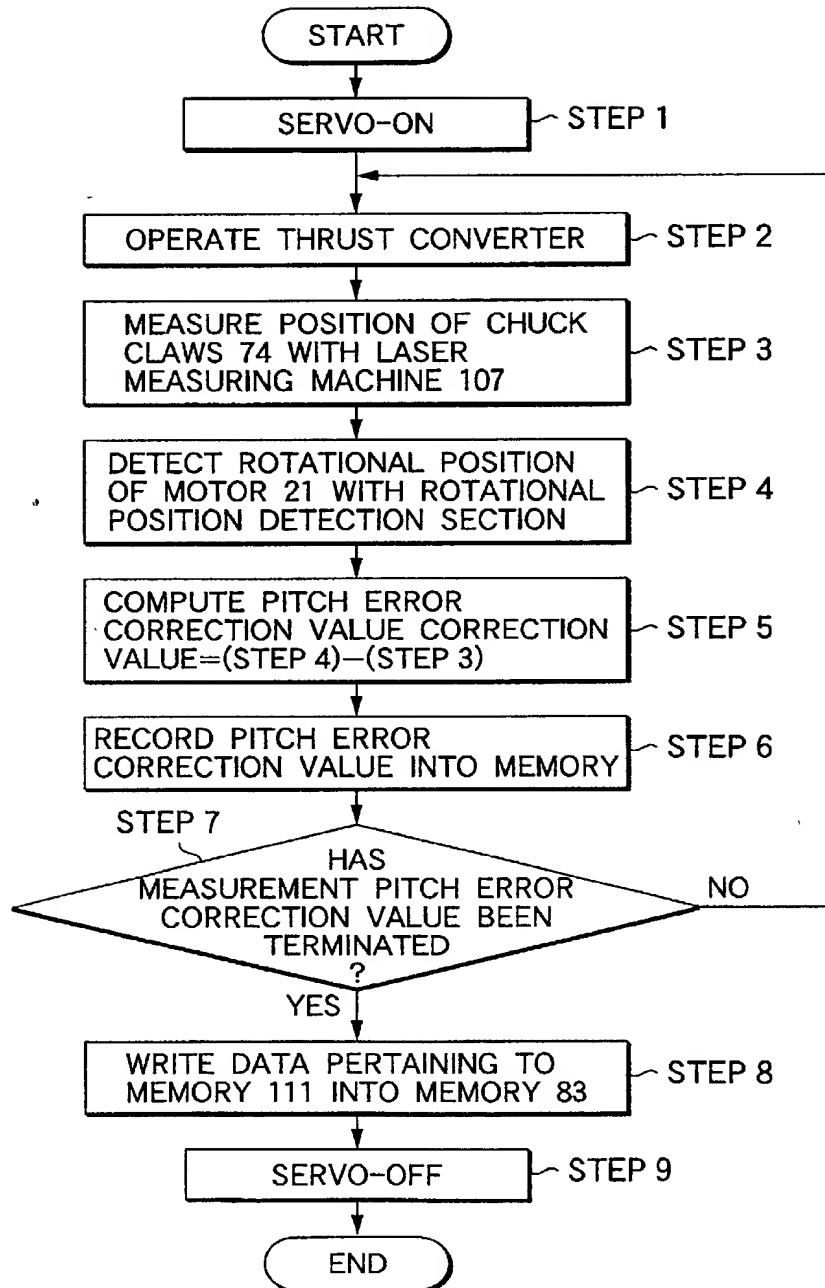 START
SERVO-ON
STEP 1
OPERATE THRUST CONVERTER
STEP 2
MEASURE POSITION OF CHUCK
CLAWS 74 WITH LASER
MEASURING MACHINE 107
STEP 3
DETECT ROTATIONAL POSITION
OF MOTOR 21 WITH ROTATIONAL
POSITION DETECTION SECTION
STEP 4
COMPUTE PITCH ERROR
CORRECTION VALUE CORRECTION
VALUE=(STEP 4)−(STEP 3)
STEP 5
RECORD PITCH ERROR
CORRECTION VALUE INTO MEMORY
STEP 6
STEP 7
HAS
MEASUREMENT PITCH ERROR
CORRECTION VALUE BEEN
TERMINATED
?
NO
YES
WRITE DATA PERTAINING TO
MEMORY 111 INTO MEMORY 83
STEP 8
SERVO-OFF
STEP 9
END